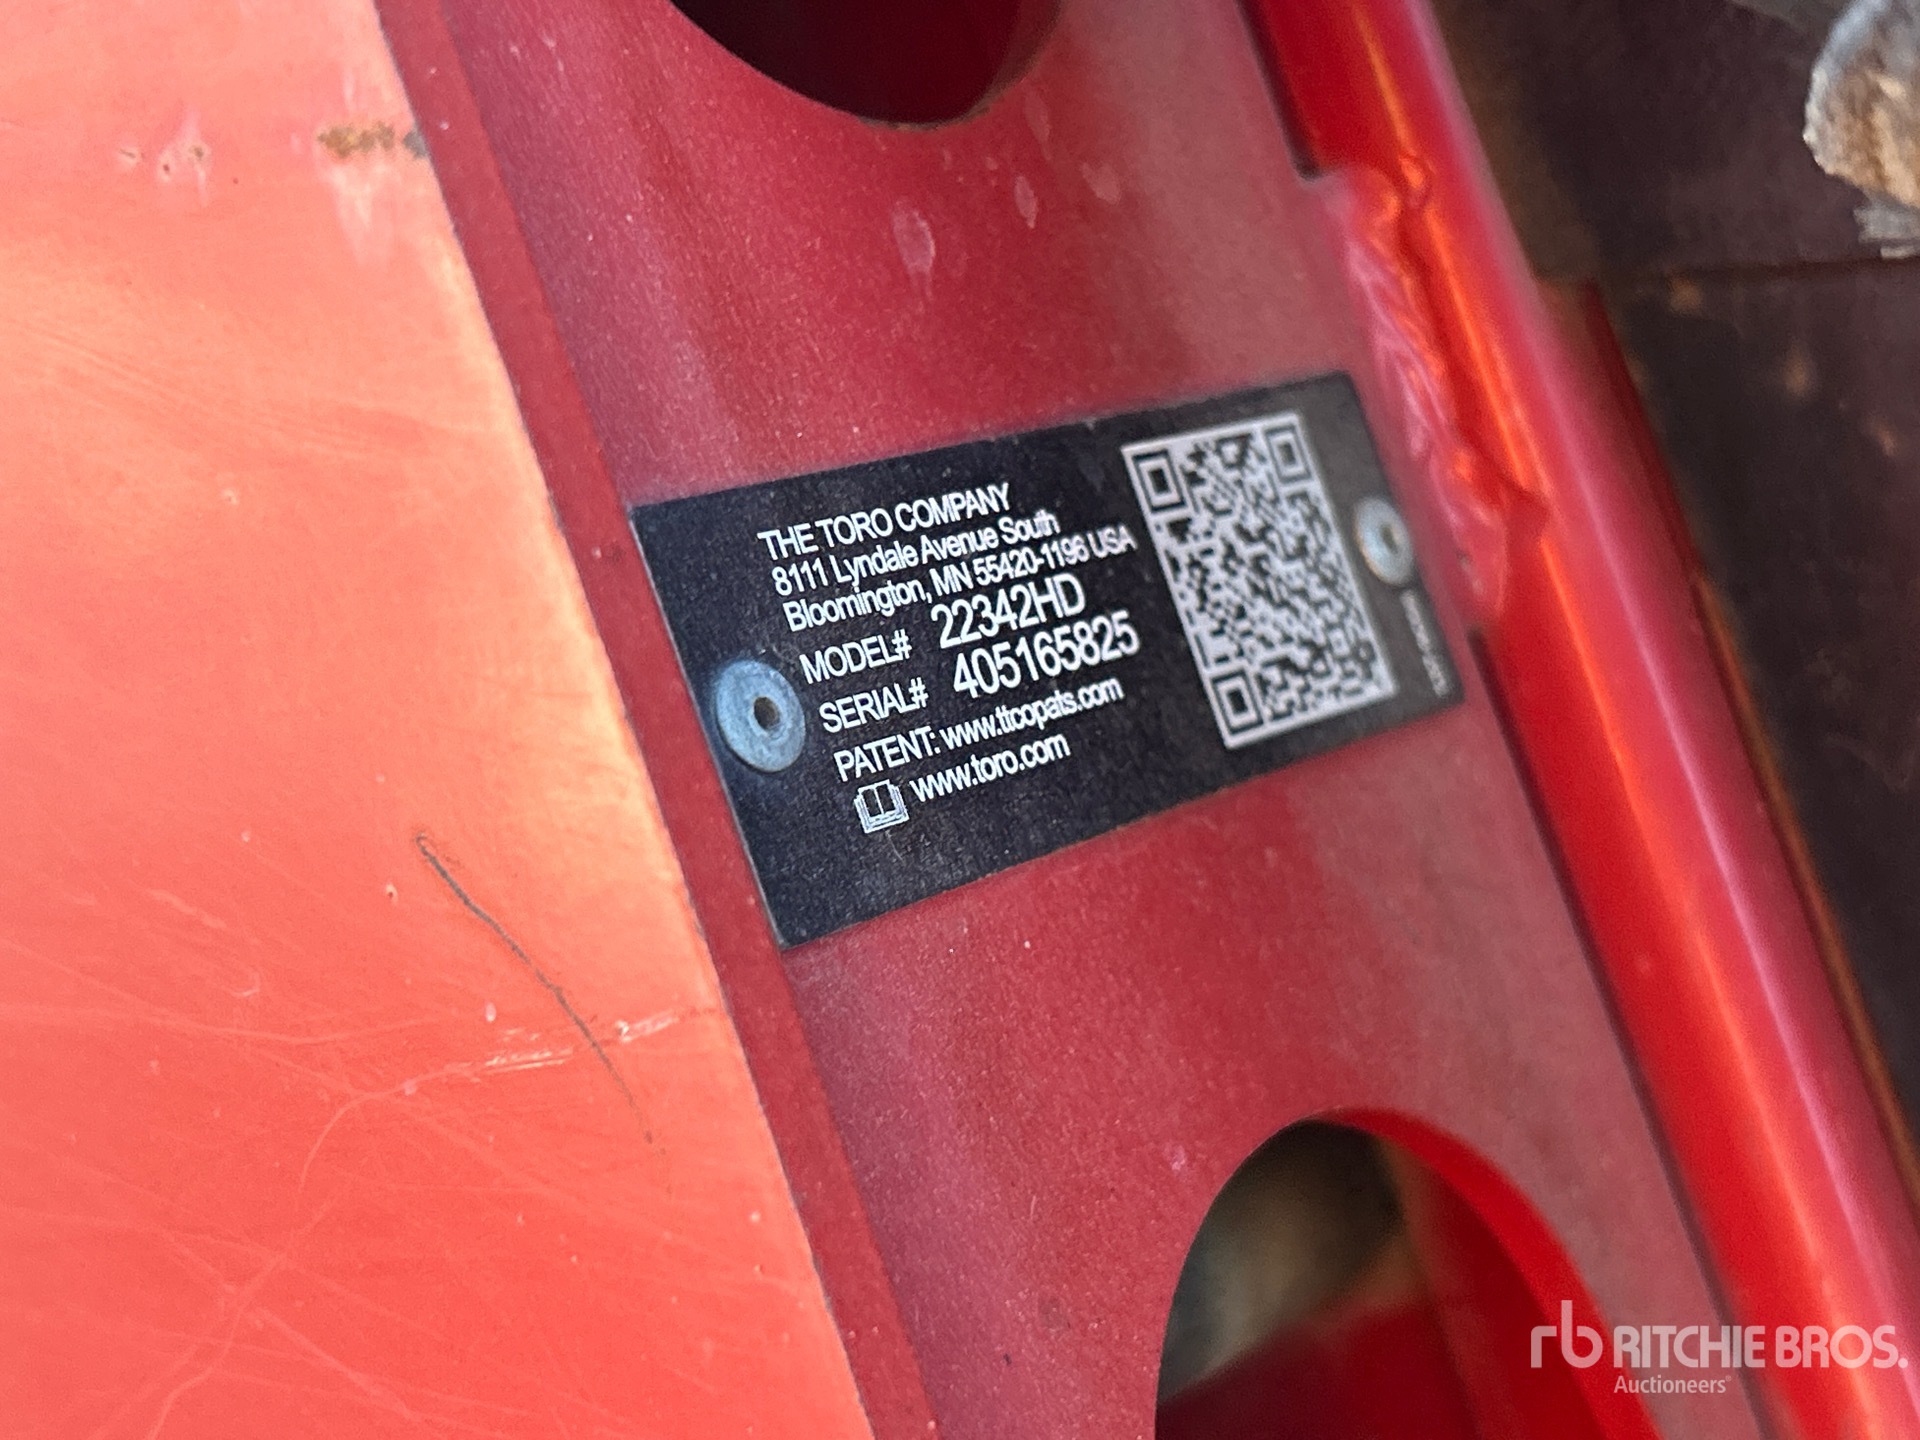 THE TORO COMPANY
8111 Lyndale Avenue South
Bloomington, MN 55420-1196 USA
MODEL# 22342HD
SERIAL# 405165825
PATENT: www.ttcopats.com
www.toro.com
rb RITCHIE BROS.
Auctioneers